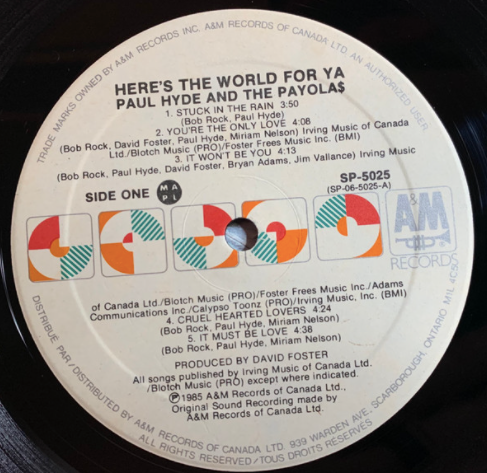 TRADE MARKS OWNED BY A&M RECORDS INC. A&M RECORDS OF CANADA LTD. AN AUTHORIZED USER
HERE'S THE WORLD FOR YA
PAUL HYDE AND THE PAYOLA$
1. STUCK IN THE RAIN 3:50
(Bob Rock, Paul Hyde)
2. YOU'RE THE ONLY LOVE 4:08
(Bob Rock, David Foster, Paul Hyde, Miriam Nelson) Irving Music of Canada
Ltd./Blotch Music (PRO)/Foster Frees Music Inc. (BMI)
3. IT WON'T BE YOU 4:13
(Bob Rock, Paul Hyde, David Foster, Bryan Adams, Jim Vallance) Irving Music
SIDE ONE
MAPL
SP-5025
(SP-06-5025-A)
A&M
RECORDS
of Canada Ltd./Blotch Music (PRO)/Foster Frees Music Inc./Adams
Communications Inc./Calypso Toonz (PRO)/Irving Music, Inc. (BMI)
4. CRUEL HEARTED LOVERS 4:24
(Bob Rock, Paul Hyde, Miriam Nelson)
5. IT MUST BE LOVE 4:38
(Bob Rock, Paul Hyde, Miriam Nelson)
PRODUCED BY DAVID FOSTER
All songs published by Irving Music of Canada Ltd.
/Blotch Music (PRO) except where indicated.
Ⓟ1985 A&M Records of Canada Ltd.,
Original Sound Recording made by
A&M Records of Canada Ltd.
DISTRIBUÉ PAR/DISTRIBUTED BY A&M RECORDS OF CANADA LTD. 939 WARDEN AVE. SCARBOROUGH, ONTARIO M1L 4C5
ALL RIGHTS RESERVED/TOUS DROITS RÉSERVÉS